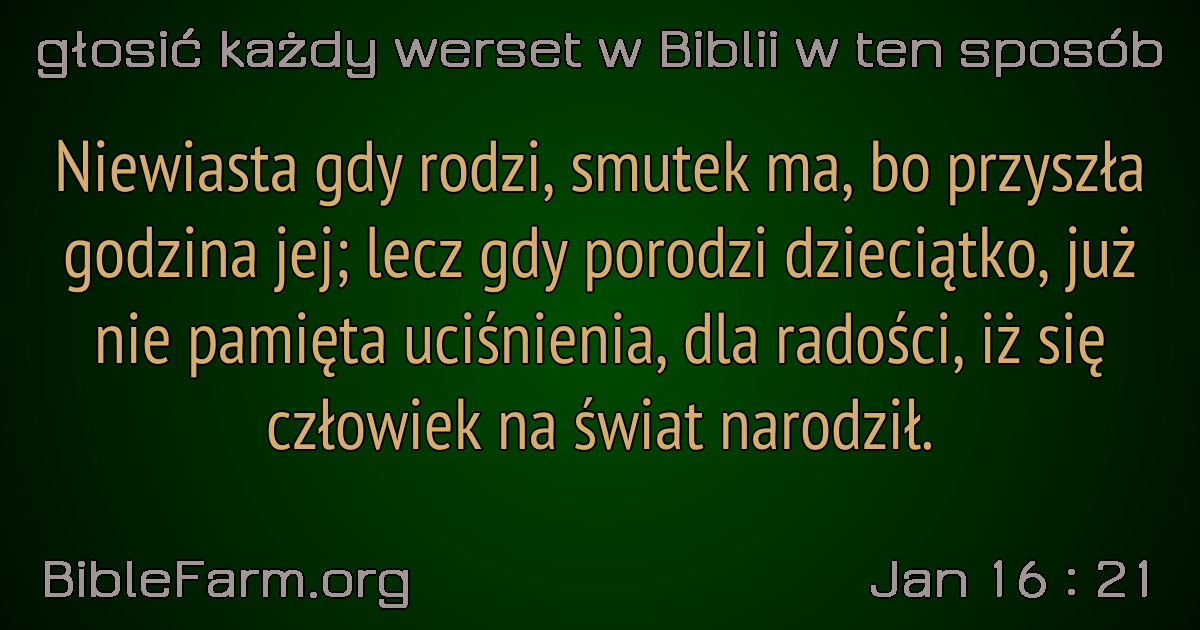 głosić każdy werset w Biblii w ten sposób
Niewiasta gdy rodzi, smutek ma, bo przyszła
godzina jej; lecz gdy porodzi dzieciątko, już
nie pamięta uciśnienia, dla radości, iż się
człowiek na świat narodził.
BibleFarm.org
Jan 16 : 21